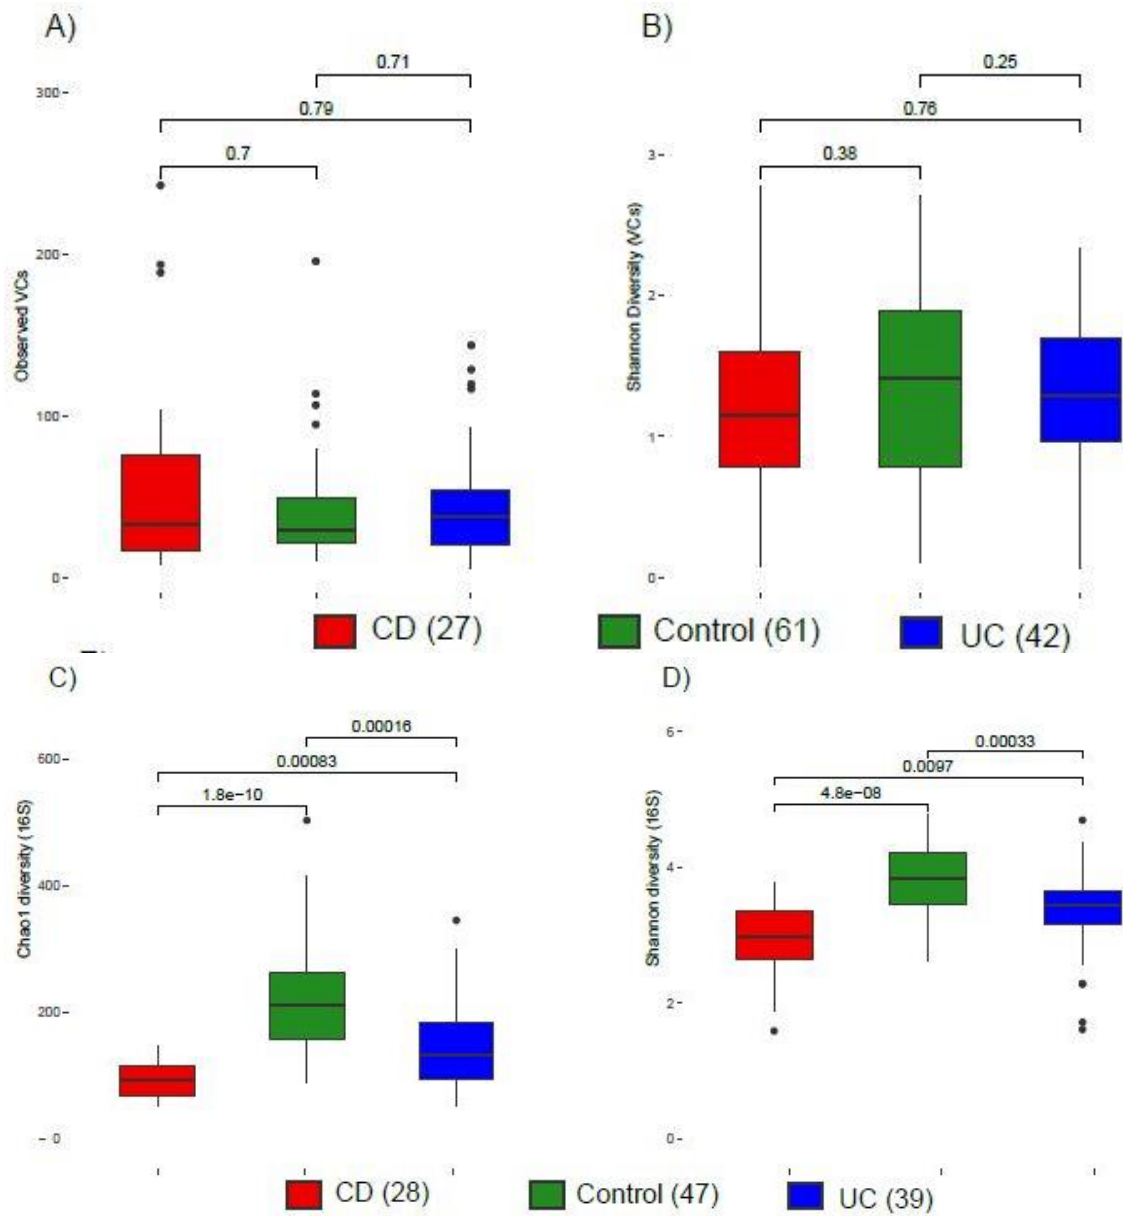 A)
0.71
300-
0.79
0.7
200-
Observed VCs
100-
0-
B)
0.25
0.76
3-
0.38
Shannon Diversity (VCs)
2-
1-
0-
CD (27)
Control (61)
UC (42)
C)
0.00016
600-
0.00083
1.8e-10
Chao1 diversity (16S)
400-
200-
- 0
D)
6-
0.00033
0.0097
4.8e-08
Shannon diversity (16S)
4-
2-
0-
CD (28)
Control (47)
UC (39)